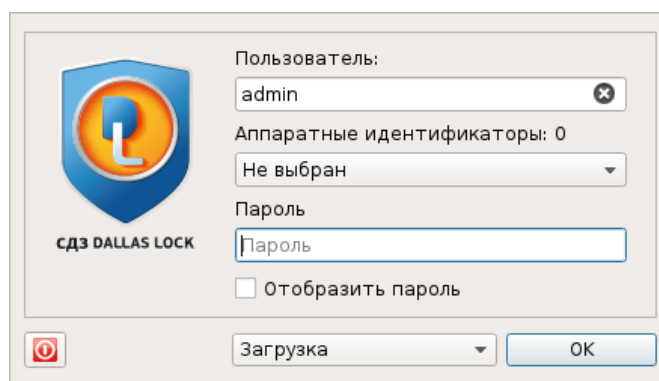 Пользователь:
admin
Аппаратные идентификаторы: 0
Не выбран
Пароль
Пароль
Отобразить пароль
СДЗ DALLAS LOCK
Загрузка
OK